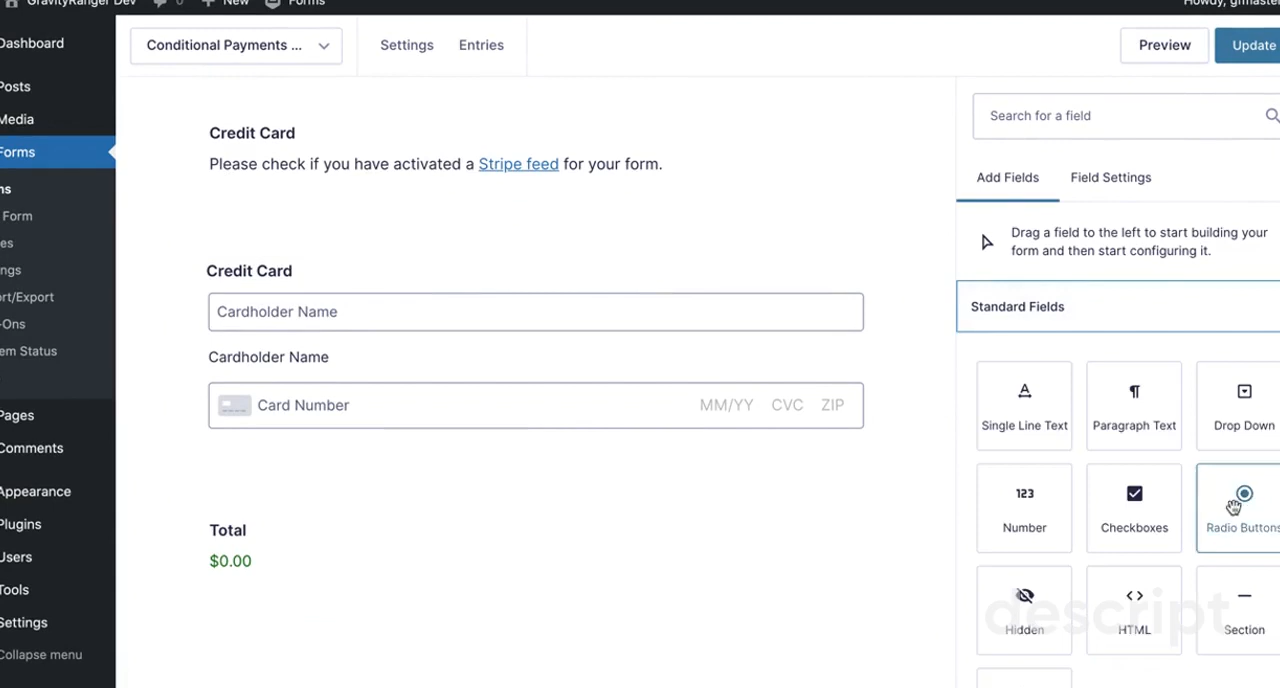 GravityRanger Dev 0 New Forms Howdy, gfmaster
Dashboard
Posts
Media
Forms
ns
Form
es
ngs
ort/Export
-Ons
em Status
Pages
Comments
Appearance
Plugins
Users
Tools
Settings
Collapse menu
Conditional Payments ...
Settings
Entries
Preview
Update
Credit Card
Please check if you have activated a Stripe feed for your form.
Credit Card
Cardholder Name
Cardholder Name
Card Number MM/YY CVC ZIP
Total
$0.00
Search for a field
Add Fields
Field Settings
Drag a field to the left to start building your
form and then start configuring it.
Standard Fields
Single Line Text
Paragraph Text
Drop Down
123
Number
Checkboxes
Radio Buttons
Hidden
HTML
Section
descript